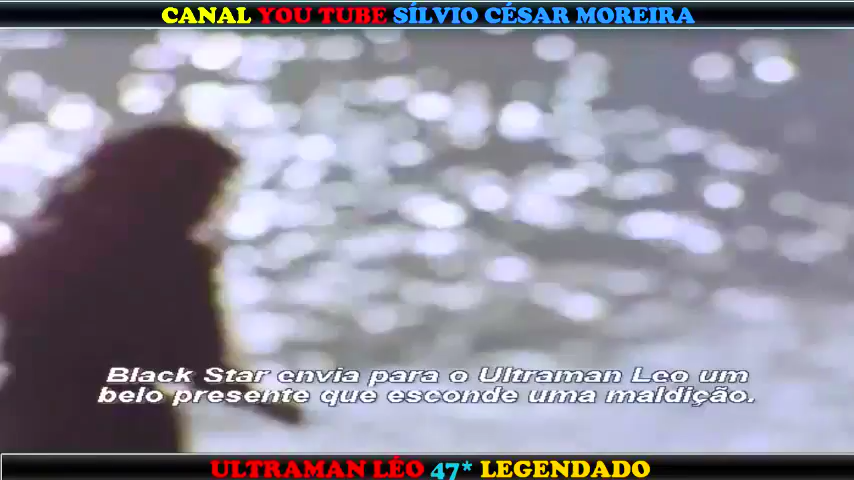 CANAL YOU TUBE SÍLVIO CÉSAR MOREIRA
Black Star envia para o Ultraman Leo um
belo presente que esconde uma maldição.
ULTRAMAN LÉO 47* LEGENDADO